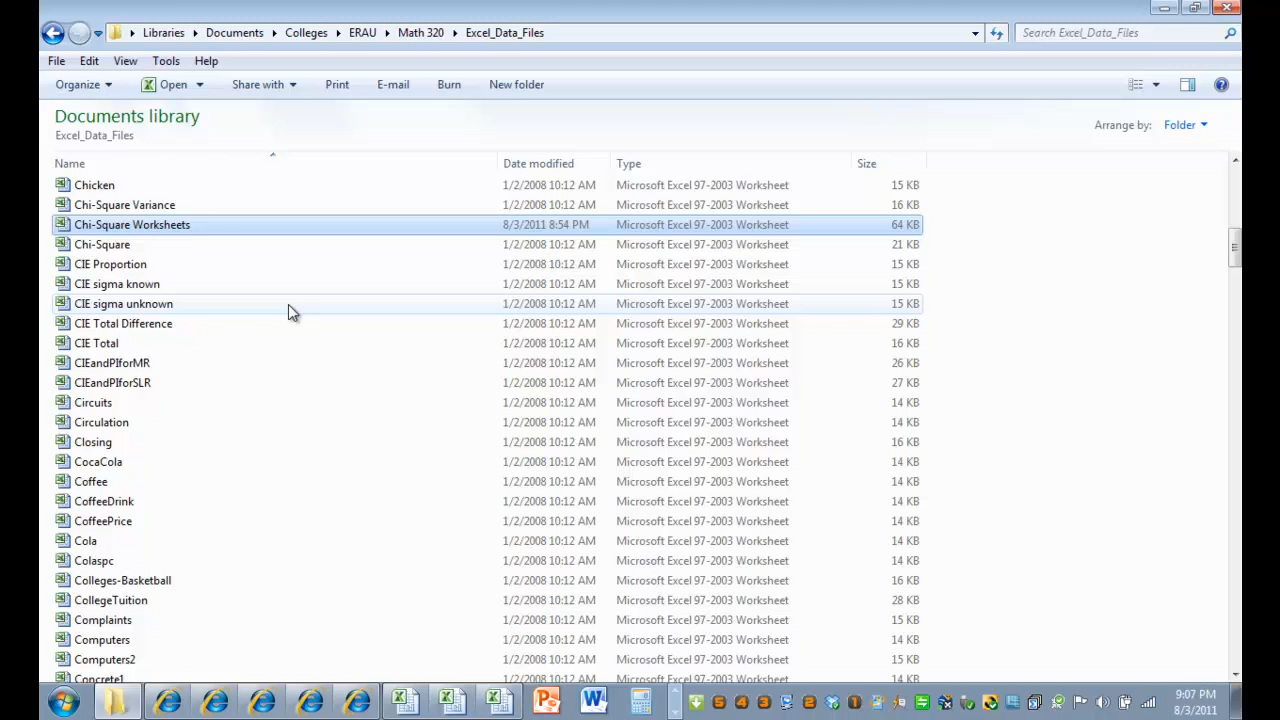 Libraries Documents Colleges ERAU Math 320 Excel_Data_Files Search Excel_Data_Files
File Edit View Tools Help
Organize Open Share with Print E-mail Burn New folder
Documents library
Excel_Data_Files
Arrange by: Folder
Name Date modified Type Size
Chicken 1/2/2008 10:12 AM Microsoft Excel 97-2003 Worksheet 15 KB
Chi-Square Variance 1/2/2008 10:12 AM Microsoft Excel 97-2003 Worksheet 16 KB
Chi-Square Worksheets 8/3/2011 8:54 PM Microsoft Excel 97-2003 Worksheet 64 KB
Chi-Square 1/2/2008 10:12 AM Microsoft Excel 97-2003 Worksheet 21 KB
CIE Proportion 1/2/2008 10:12 AM Microsoft Excel 97-2003 Worksheet 15 KB
CIE sigma known 1/2/2008 10:12 AM Microsoft Excel 97-2003 Worksheet 15 KB
CIE sigma unknown 1/2/2008 10:12 AM Microsoft Excel 97-2003 Worksheet 15 KB
CIE Total Difference 1/2/2008 10:12 AM Microsoft Excel 97-2003 Worksheet 29 KB
CIE Total 1/2/2008 10:12 AM Microsoft Excel 97-2003 Worksheet 16 KB
CIEandPIforMR 1/2/2008 10:12 AM Microsoft Excel 97-2003 Worksheet 26 KB
CIEandPIforSLR 1/2/2008 10:12 AM Microsoft Excel 97-2003 Worksheet 27 KB
Circuits 1/2/2008 10:12 AM Microsoft Excel 97-2003 Worksheet 14 KB
Circulation 1/2/2008 10:12 AM Microsoft Excel 97-2003 Worksheet 14 KB
Closing 1/2/2008 10:12 AM Microsoft Excel 97-2003 Worksheet 16 KB
CocaCola 1/2/2008 10:12 AM Microsoft Excel 97-2003 Worksheet 14 KB
Coffee 1/2/2008 10:12 AM Microsoft Excel 97-2003 Worksheet 14 KB
CoffeeDrink 1/2/2008 10:12 AM Microsoft Excel 97-2003 Worksheet 14 KB
CoffeePrice 1/2/2008 10:12 AM Microsoft Excel 97-2003 Worksheet 14 KB
Cola 1/2/2008 10:12 AM Microsoft Excel 97-2003 Worksheet 14 KB
Colaspc 1/2/2008 10:12 AM Microsoft Excel 97-2003 Worksheet 14 KB
Colleges-Basketball 1/2/2008 10:12 AM Microsoft Excel 97-2003 Worksheet 16 KB
CollegeTuition 1/2/2008 10:12 AM Microsoft Excel 97-2003 Worksheet 28 KB
Complaints 1/2/2008 10:12 AM Microsoft Excel 97-2003 Worksheet 15 KB
Computers 1/2/2008 10:12 AM Microsoft Excel 97-2003 Worksheet 14 KB
Computers2 1/2/2008 10:12 AM Microsoft Excel 97-2003 Worksheet 15 KB
Concrete1 1/2/2008 10:12 AM Microsoft Excel 97-2003 Worksheet 14 KB
5 4 3 2 1 9:07 PM
8/3/2011